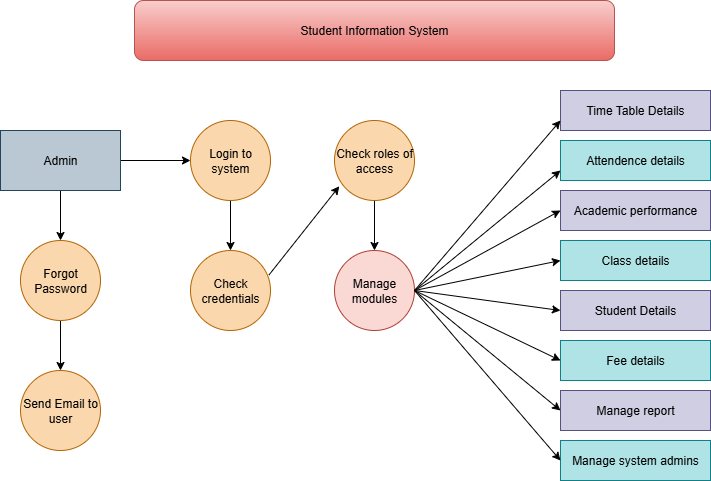 Student Information System
Admin
Login to
system
Check roles of
access
Forgot
Password
Check
credentials
Manage
modules
Send Email to
user
Time Table Details
Attendence details
Academic performance
Class details
Student Details
Fee details
Manage report
Manage system admins